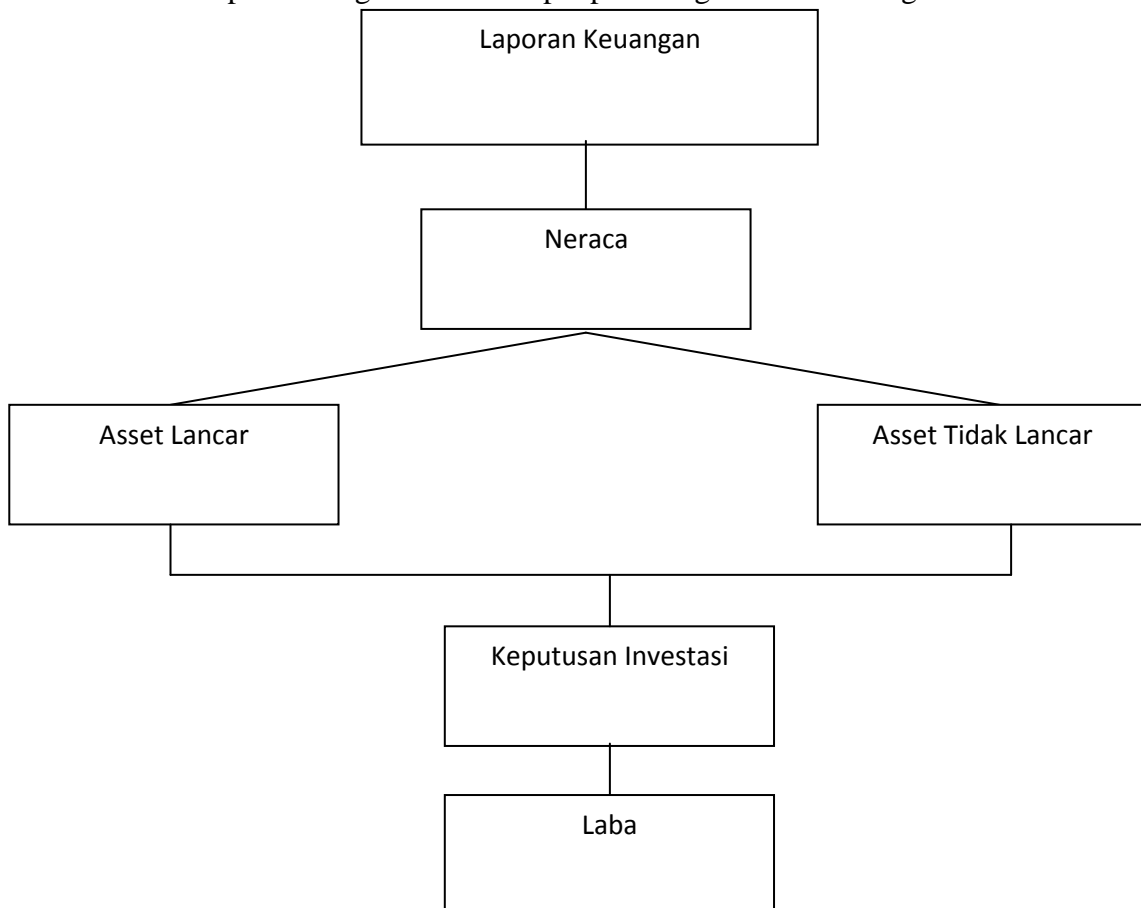 Laporan Keuangan
Neraca
Asset Lancar
Asset Tidak Lancar
Keputusan Investasi
Laba